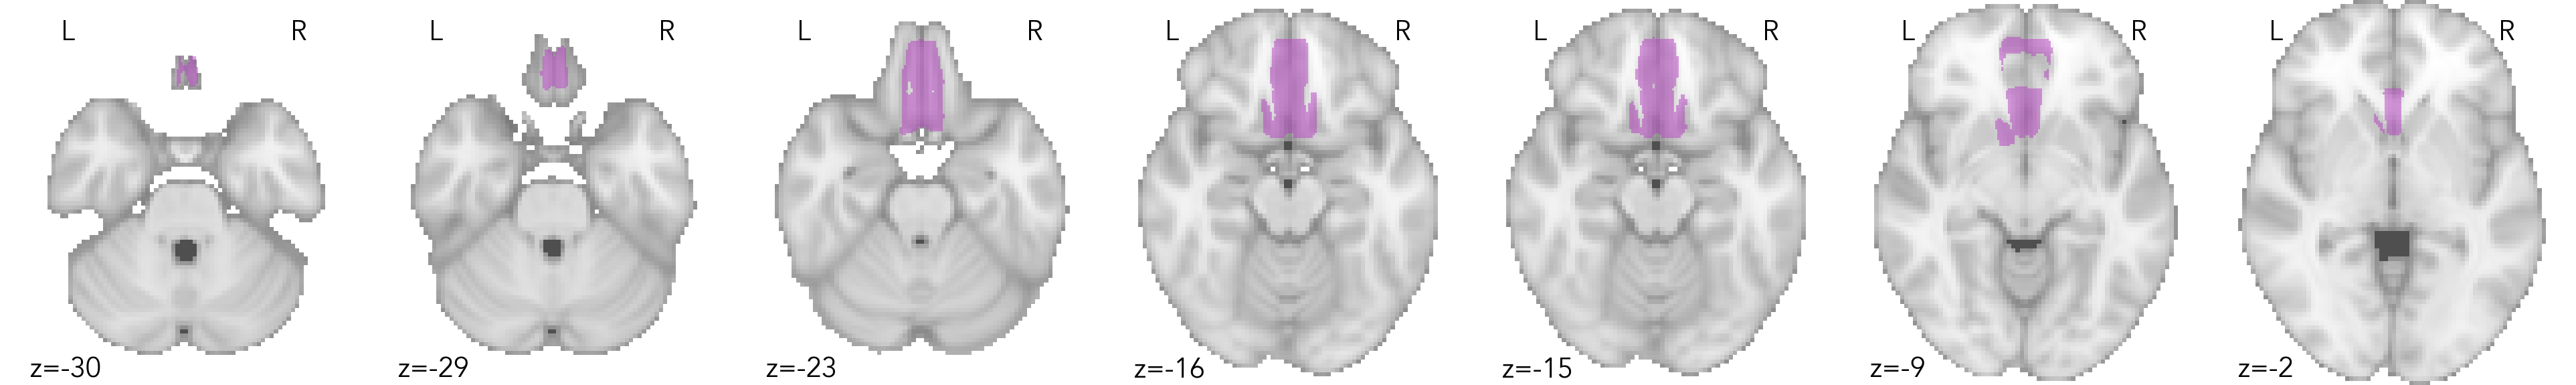 L R L R L R L R L R L R L R
z=-30 z=-29 z=-23 z=-16 z=-15 z=-9 z=-2